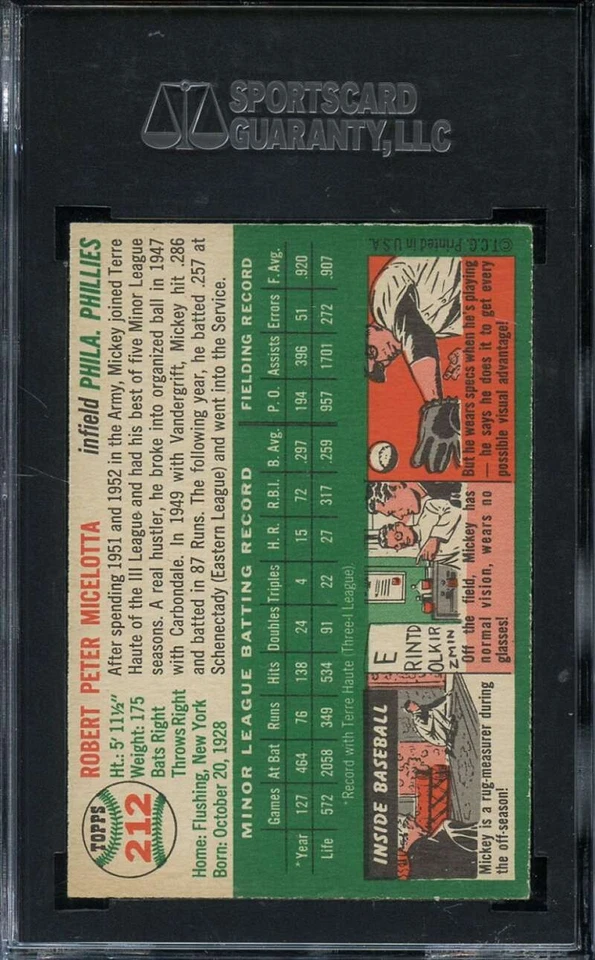 SPORTSCARD
GUARANTY, LLC
TOPPS
212
ROBERT PETER MICELOTTA
infield PHILA. PHILLIES
Ht.: 5' 11½"
Weight: 175
Bats Right
Throws Right
Home: Flushing, New York
Born: October 20, 1928
After spending 1951 and 1952 in the Army, Mickey joined Terre
Haute of the III League and had his best of five Minor League
seasons. A real hustler, he broke into organized ball in 1947
with Carbondale. In 1949 with Vandergrift, Mickey hit .286
and batted in 87 Runs. The following year, he batted .257 at
Schenectady (Eastern League) and went into the Service.
MINOR LEAGUE BATTING RECORD FIELDING RECORD
Games At Bat Runs Hits Doubles Triples H. R. R.B.I. B. Avg. P. O. Assists Errors F. Avg.
*Year 127 464 76 138 24 4 15 72 .297 194 396 51 .920
Life 572 2058 349 534 91 22 27 317 .259 957 1701 272 .907
*Record with Terre Haute (Three-I League).
©T.C.G. Printed in U.S.A.
INSIDE BASEBALL
Mickey is a rug-measurer during
the off-season!
E
RINTD
OLKIR
ZMIN
Off the field, Mickey has
normal vision, wears no
glasses!
But he wears specs when he's playing
— he says he does it to get every
possible visual advantage!